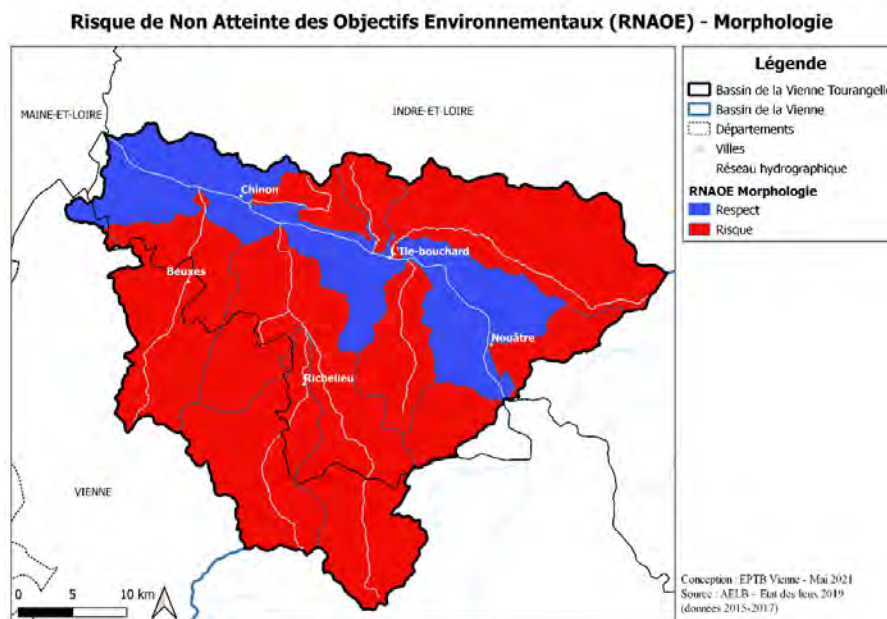 Risque de Non Atteinte des Objectifs Environnementaux (RNAOE) - Morphologie
MAINE-ET-LOIRE
INDRE-ET-LOIRE
Chinon
Ile-bouchard
Beuxes
Nouâtre
Richelieu
VIENNE
0 5 10 km
Légende
Bassin de la Vienne Tourangelle
Bassin de la Vienne
Départements
Villes
Réseau hydrographique
RNAOE Morphologie
Respect
Risque
Conception : EPTB Vienne - Mai 2021
Source : AELB - Etat des lieux 2019
(données 2015-2017)